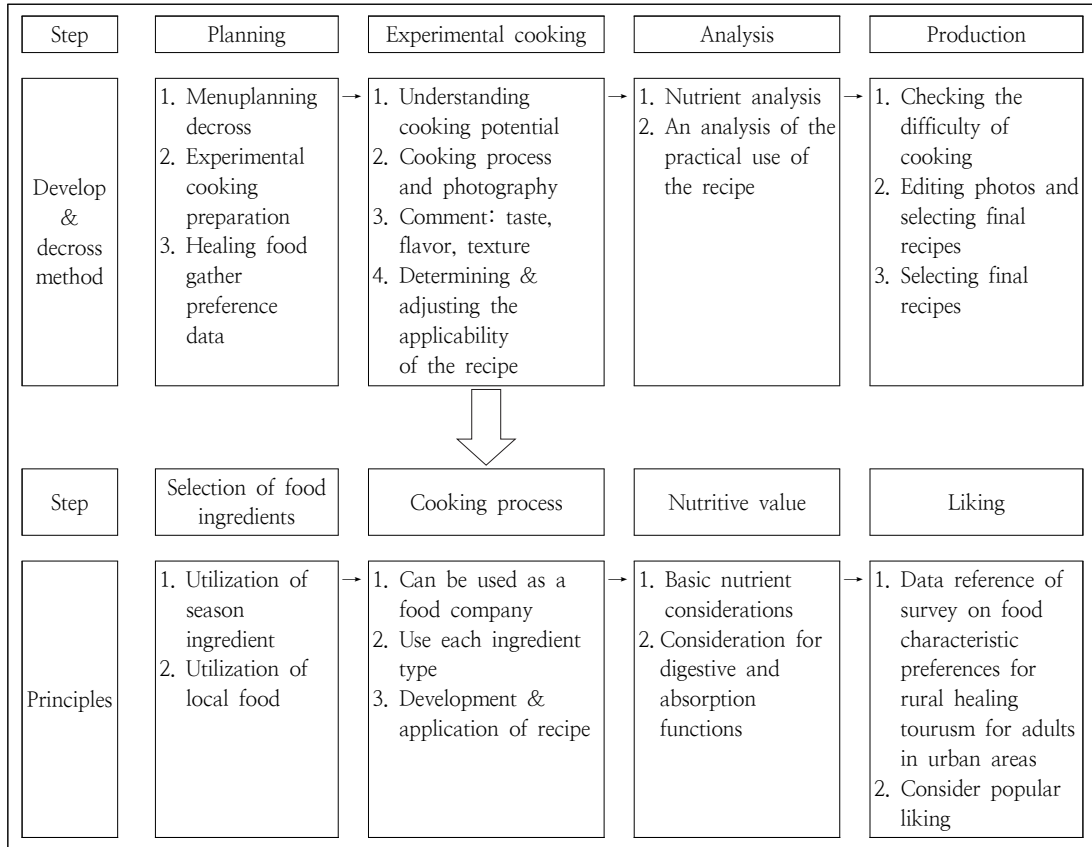 Step
Planning
Experimental cooking
Analysis
Production
Develop
&
decross
method
1. Menuplanning
decross
2. Experimental
cooking
preparation
3. Healing food
gather
preference
data
→
1. Understanding
cooking potential
2. Cooking process
and photography
3. Comment: taste,
flavor, texture
4. Determining &
adjusting the
applicability
of the recipe
→
1. Nutrient analysis
2. An analysis of the
practical use of
the recipe
→
1. Checking the
difficulty of
cooking
2. Editing photos and
selecting final
recipes
3. Selecting final
recipes
Step
Selection of food
ingredients
Cooking process
Nutritive value
Liking
Principles
1. Utilization of
season
ingredient
2. Utilization of
local food
→
1. Can be used as a
food company
2. Use each ingredient
type
3. Development &
application of recipe
→
1. Basic nutrient
considerations
2. Consideration for
digestive and
absorption
functions
→
1. Data reference of
survey on food
characteristic
preferences for
rural healing
tourusm for adults
in urban areas
2. Consider popular
liking